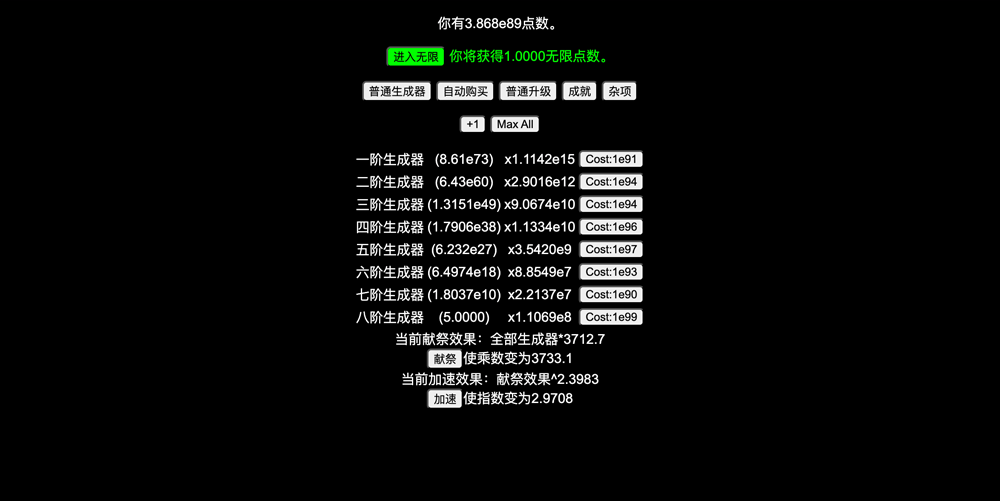 你有3.868e89点数。
进入无限 你将获得1.0000无限点数。
普通生成器 自动购买 普通升级 成就 杂项
+1 Max All
一阶生成器 (8.61e73) x1.1142e15 Cost:1e91
二阶生成器 (6.43e60) x2.9016e12 Cost:1e94
三阶生成器 (1.3151e49) x9.0674e10 Cost:1e94
四阶生成器 (1.7906e38) x1.1334e10 Cost:1e96
五阶生成器 (6.232e27) x3.5420e9 Cost:1e97
六阶生成器 (6.4974e18) x8.8549e7 Cost:1e93
七阶生成器 (1.8037e10) x2.2137e7 Cost:1e90
八阶生成器 (5.0000) x1.1069e8 Cost:1e99
当前献祭效果：全部生成器*3712.7
献祭 使乘数变为3733.1
当前加速效果：献祭效果^2.3983
加速 使指数变为2.9708